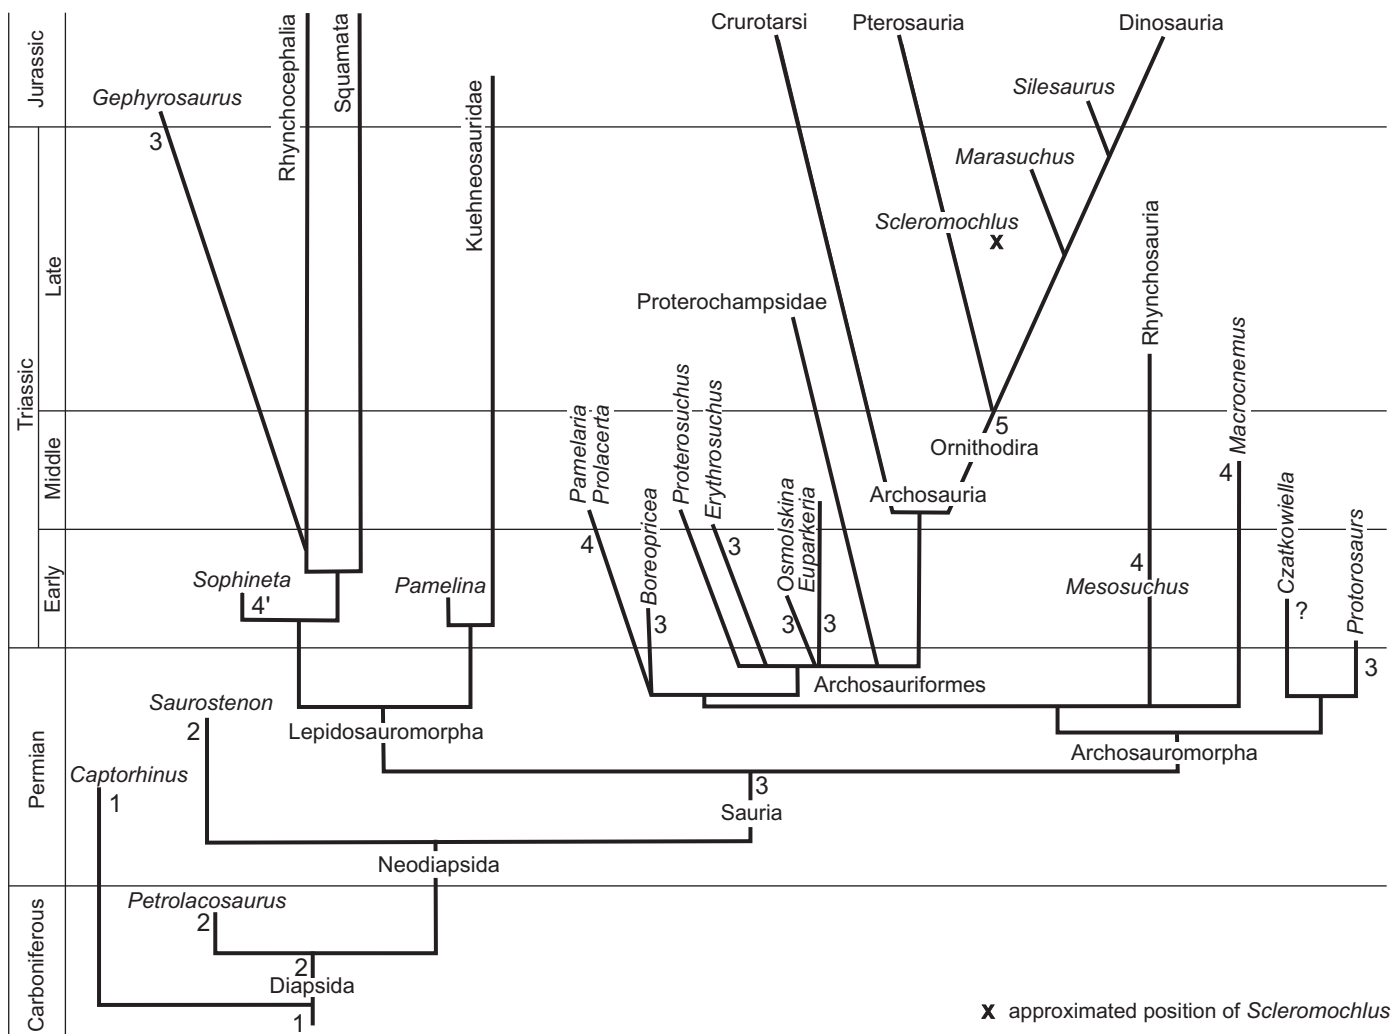 Jurassic
Triassic
Late
Middle
Early
Permian
Carboniferous
Crurotarsi
Pterosauria
Dinosauria
Rhynchocephalia
Squamata
Gephyrosaurus
3
Kuehneosauridae
Silesaurus
Marasuchus
Scleromochlus
x
Rhynchosauria
Proterochampsidae
Macrocnemus
4
Pamelaria
Prolacerta
4
Proterosuchus
Erythrosuchus
3
5
Ornithodira
Archosauria
Boreopricea
3
Osmolskina
Euparkeria
3
3
Czatkowiella
?
Protorosaurs
3
Sophineta
4'
Pamelina
4
Mesosuchus
Archosauriformes
Saurostenon
2
Lepidosauromorpha
Archosauromorpha
Captorhinus
1
3
Sauria
Neodiapsida
Petrolacosaurus
2
2
Diapsida
1
x approximated position of Scleromochlus